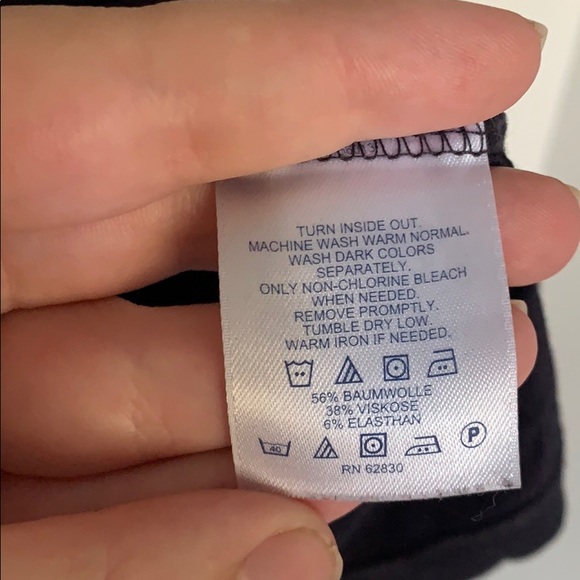 TURN INSIDE OUT.
MACHINE WASH WARM NORMAL.
WASH DARK COLORS
SEPARATELY.
ONLY NON-CHLORINE BLEACH
WHEN NEEDED.
REMOVE PROMPTLY.
TUMBLE DRY LOW.
WARM IRON IF NEEDED.
56% BAUMWOLLE
38% VISKOSE
6% ELASTHAN
40 P
RN 62830